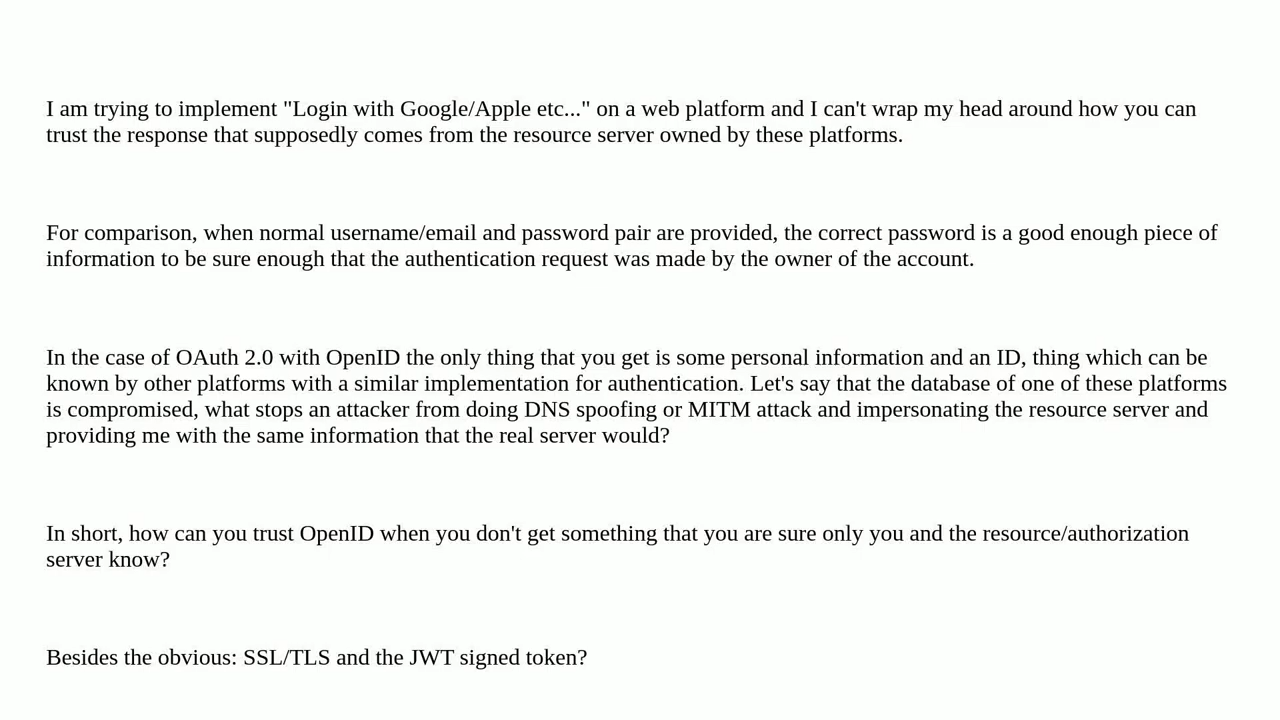 I am trying to implement "Login with Google/Apple etc..." on a web platform and I can't wrap my head around how you can
trust the response that supposedly comes from the resource server owned by these platforms.
For comparison, when normal username/email and password pair are provided, the correct password is a good enough piece of
information to be sure enough that the authentication request was made by the owner of the account.
In the case of OAuth 2.0 with OpenID the only thing that you get is some personal information and an ID, thing which can be
known by other platforms with a similar implementation for authentication. Let's say that the database of one of these platforms
is compromised, what stops an attacker from doing DNS spoofing or MITM attack and impersonating the resource server and
providing me with the same information that the real server would?
In short, how can you trust OpenID when you don't get something that you are sure only you and the resource/authorization
server know?
Besides the obvious: SSL/TLS and the JWT signed token?